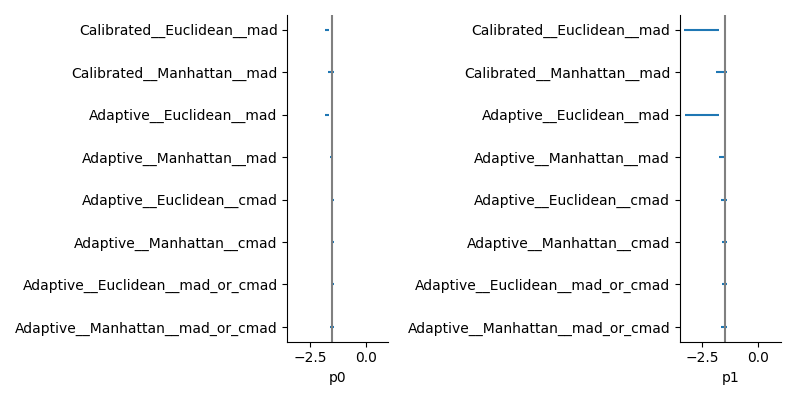 Calibrated__Euclidean__mad
Calibrated__Manhattan__mad
Adaptive__Euclidean__mad
Adaptive__Manhattan__mad
Adaptive__Euclidean__cmad
Adaptive__Manhattan__cmad
Adaptive__Euclidean__mad_or_cmad
Adaptive__Manhattan__mad_or_cmad
−2.5 0.0
p0
Calibrated__Euclidean__mad
Calibrated__Manhattan__mad
Adaptive__Euclidean__mad
Adaptive__Manhattan__mad
Adaptive__Euclidean__cmad
Adaptive__Manhattan__cmad
Adaptive__Euclidean__mad_or_cmad
Adaptive__Manhattan__mad_or_cmad
−2.5 0.0
p1